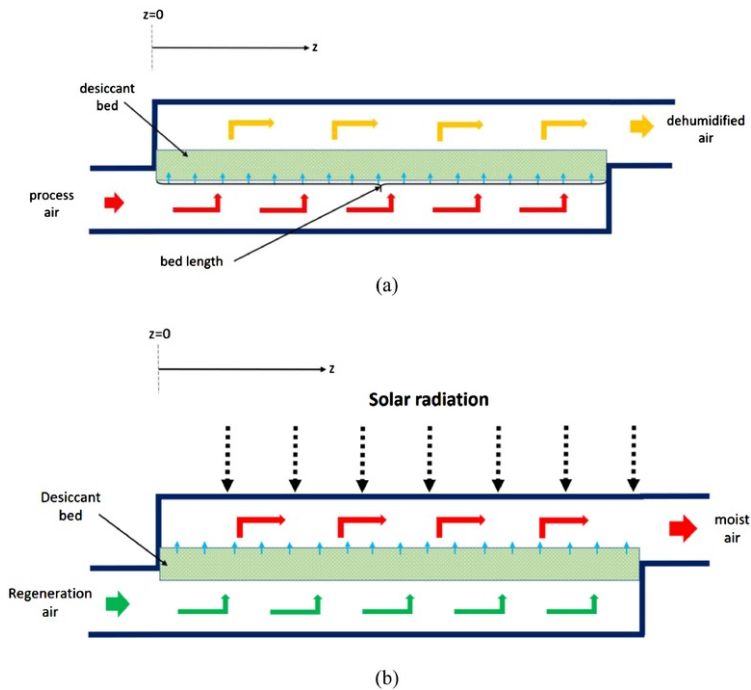 z=0
z
desiccant
bed
dehumidified
air
process
air
bed length
(a)
z=0
z
Solar radiation
Desiccant
bed
moist
air
Regeneration
air
(b)